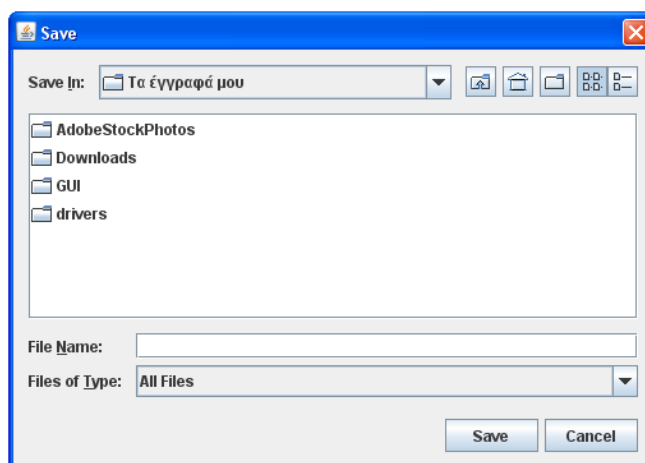 Save
Save In: Τα έγγραφά μου
AdobeStockPhotos
Downloads
GUI
drivers
File Name:
Files of Type: All Files
Save Cancel